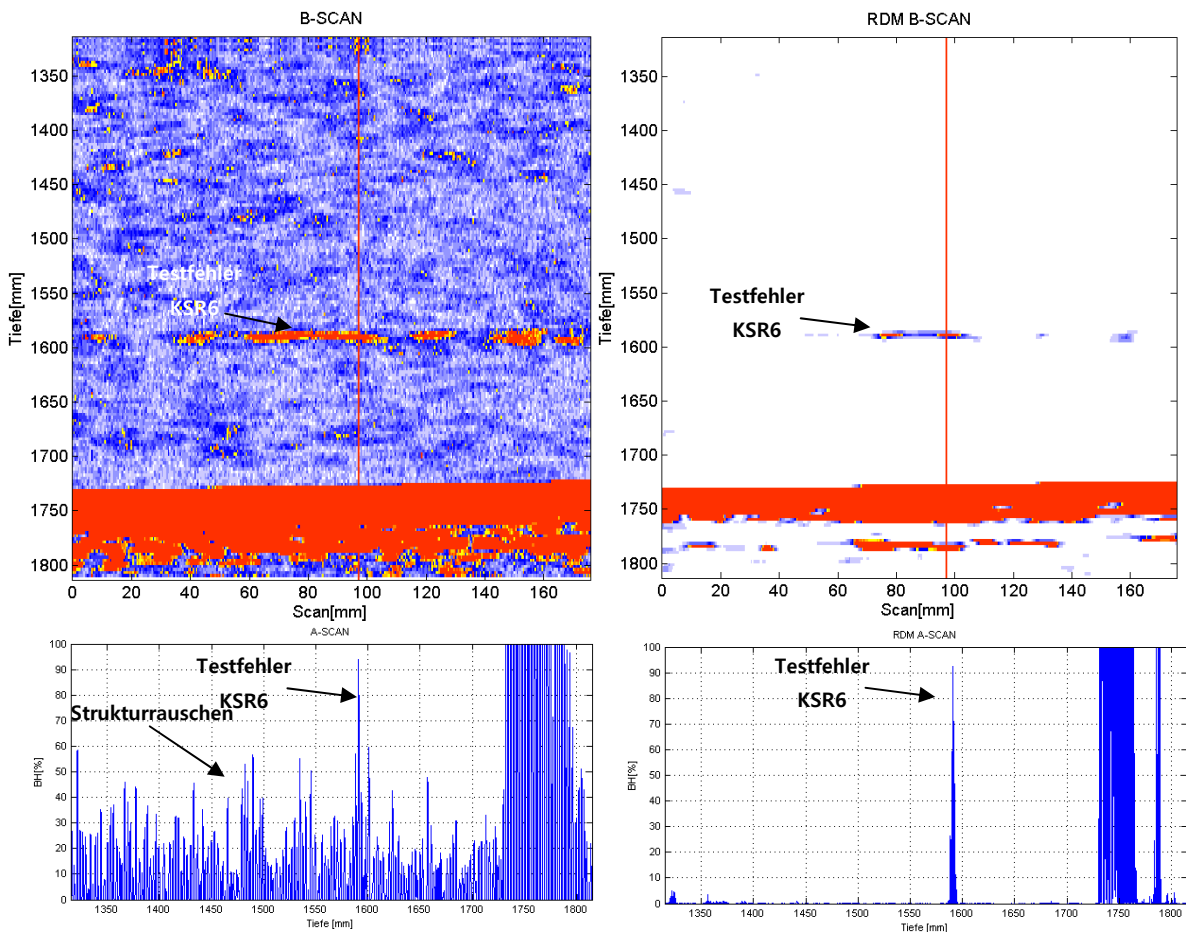 B-SCAN
1350
1400
1450
1500
1550
1600
1650
1700
1750
1800
Tiefe[mm]
Testfehler
KSR6
0 20 40 60 80 100 120 140 160
Scan[mm]
RDM B-SCAN
1350
1400
1450
1500
1550
1600
1650
1700
1750
1800
Tiefe[mm]
Testfehler
KSR6
0 20 40 60 80 100 120 140 160
Scan[mm]
A-SCAN
100
90
80
70
60
50
40
30
20
10
0
BH[%]
Testfehler
KSR6
Strukturrauschen
1350 1400 1450 1500 1550 1600 1650 1700 1750 1800
Tiefe [mm]
RDM A-SCAN
100
90
80
70
60
50
40
30
20
10
0
BH[%]
Testfehler
KSR6
1350 1400 1450 1500 1550 1600 1650 1700 1750 1800
Tiefe [mm]